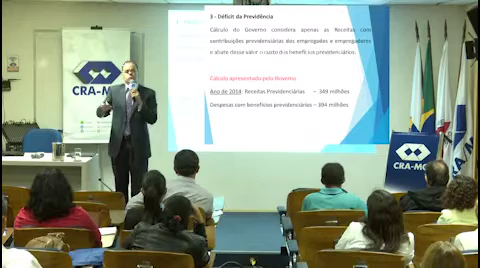 3 - Déficit da Previdência
Cálculo do Governo considera apenas as Receitas com
contribuições previdenciárias dos empregados e empregadores
e abate desse valor o custo dos benefícios previdenciários.
Cálculo apresentado pelo Governo
Ano de 2014: Receitas Previdenciárias – 349 milhões
Despesas com benefícios previdenciários – 394 milhões
CRA-MG
CRA-MG